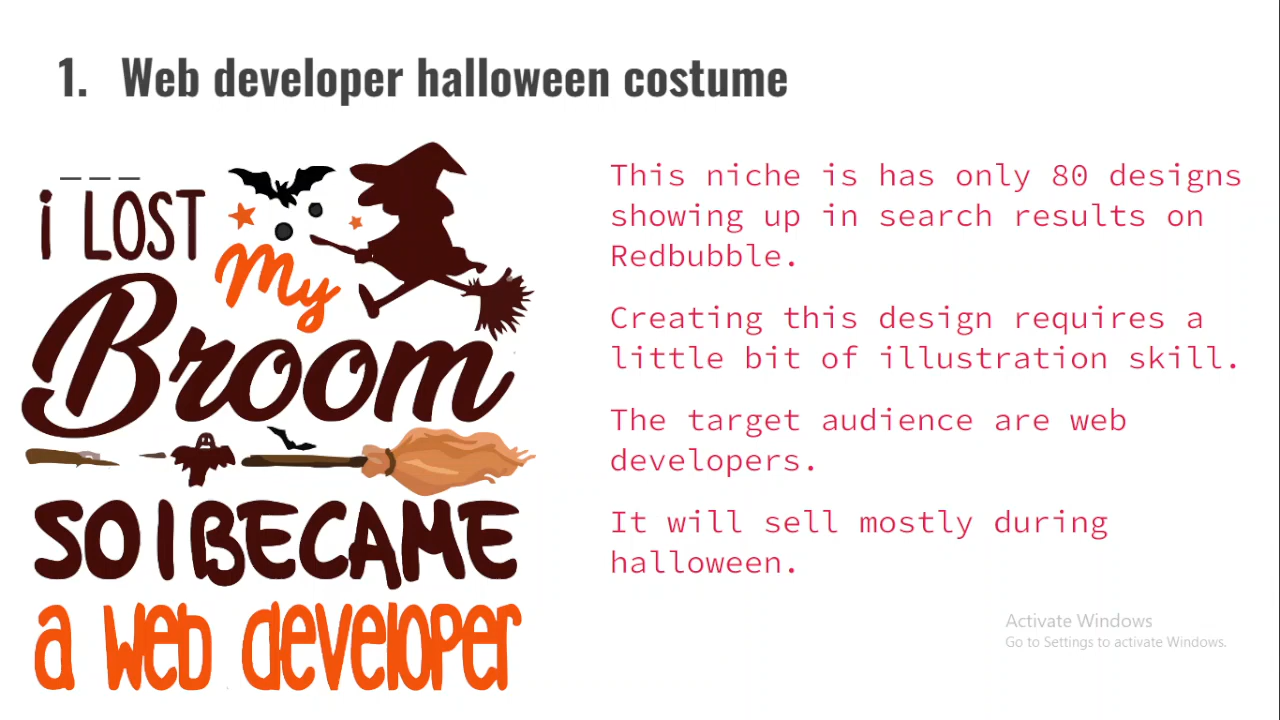 1. Web developer halloween costume
i LOST
My
Broom
SO I BECAME
a web developer
This niche is has only 80 designs
showing up in search results on
Redbubble.
Creating this design requires a
little bit of illustration skill.
The target audience are web
developers.
It will sell mostly during
halloween.
Activate Windows
Go to Settings to activate Windows.